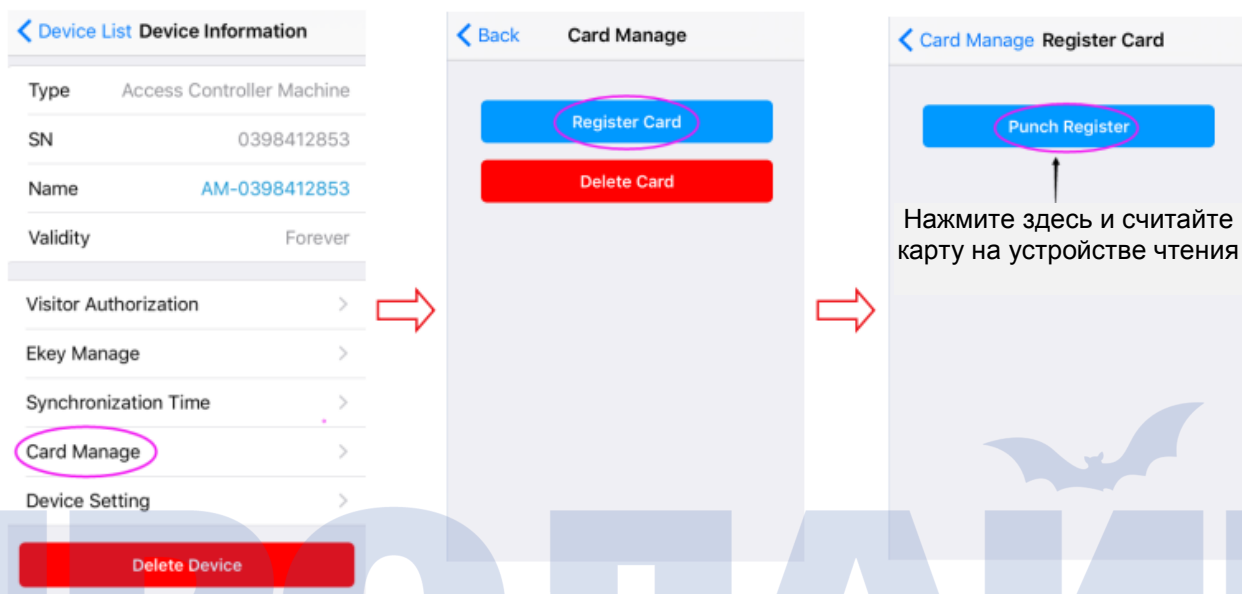 Device List Device Information
Type Access Controller Machine
SN 0398412853
Name AM-0398412853
Validity Forever
Visitor Authorization
Ekey Manage
Synchronization Time
Card Manage
Device Setting
Delete Device
Back Card Manage
Register Card
Delete Card
Card Manage Register Card
Punch Register
Нажмите здесь и считайте
карту на устройстве чтения